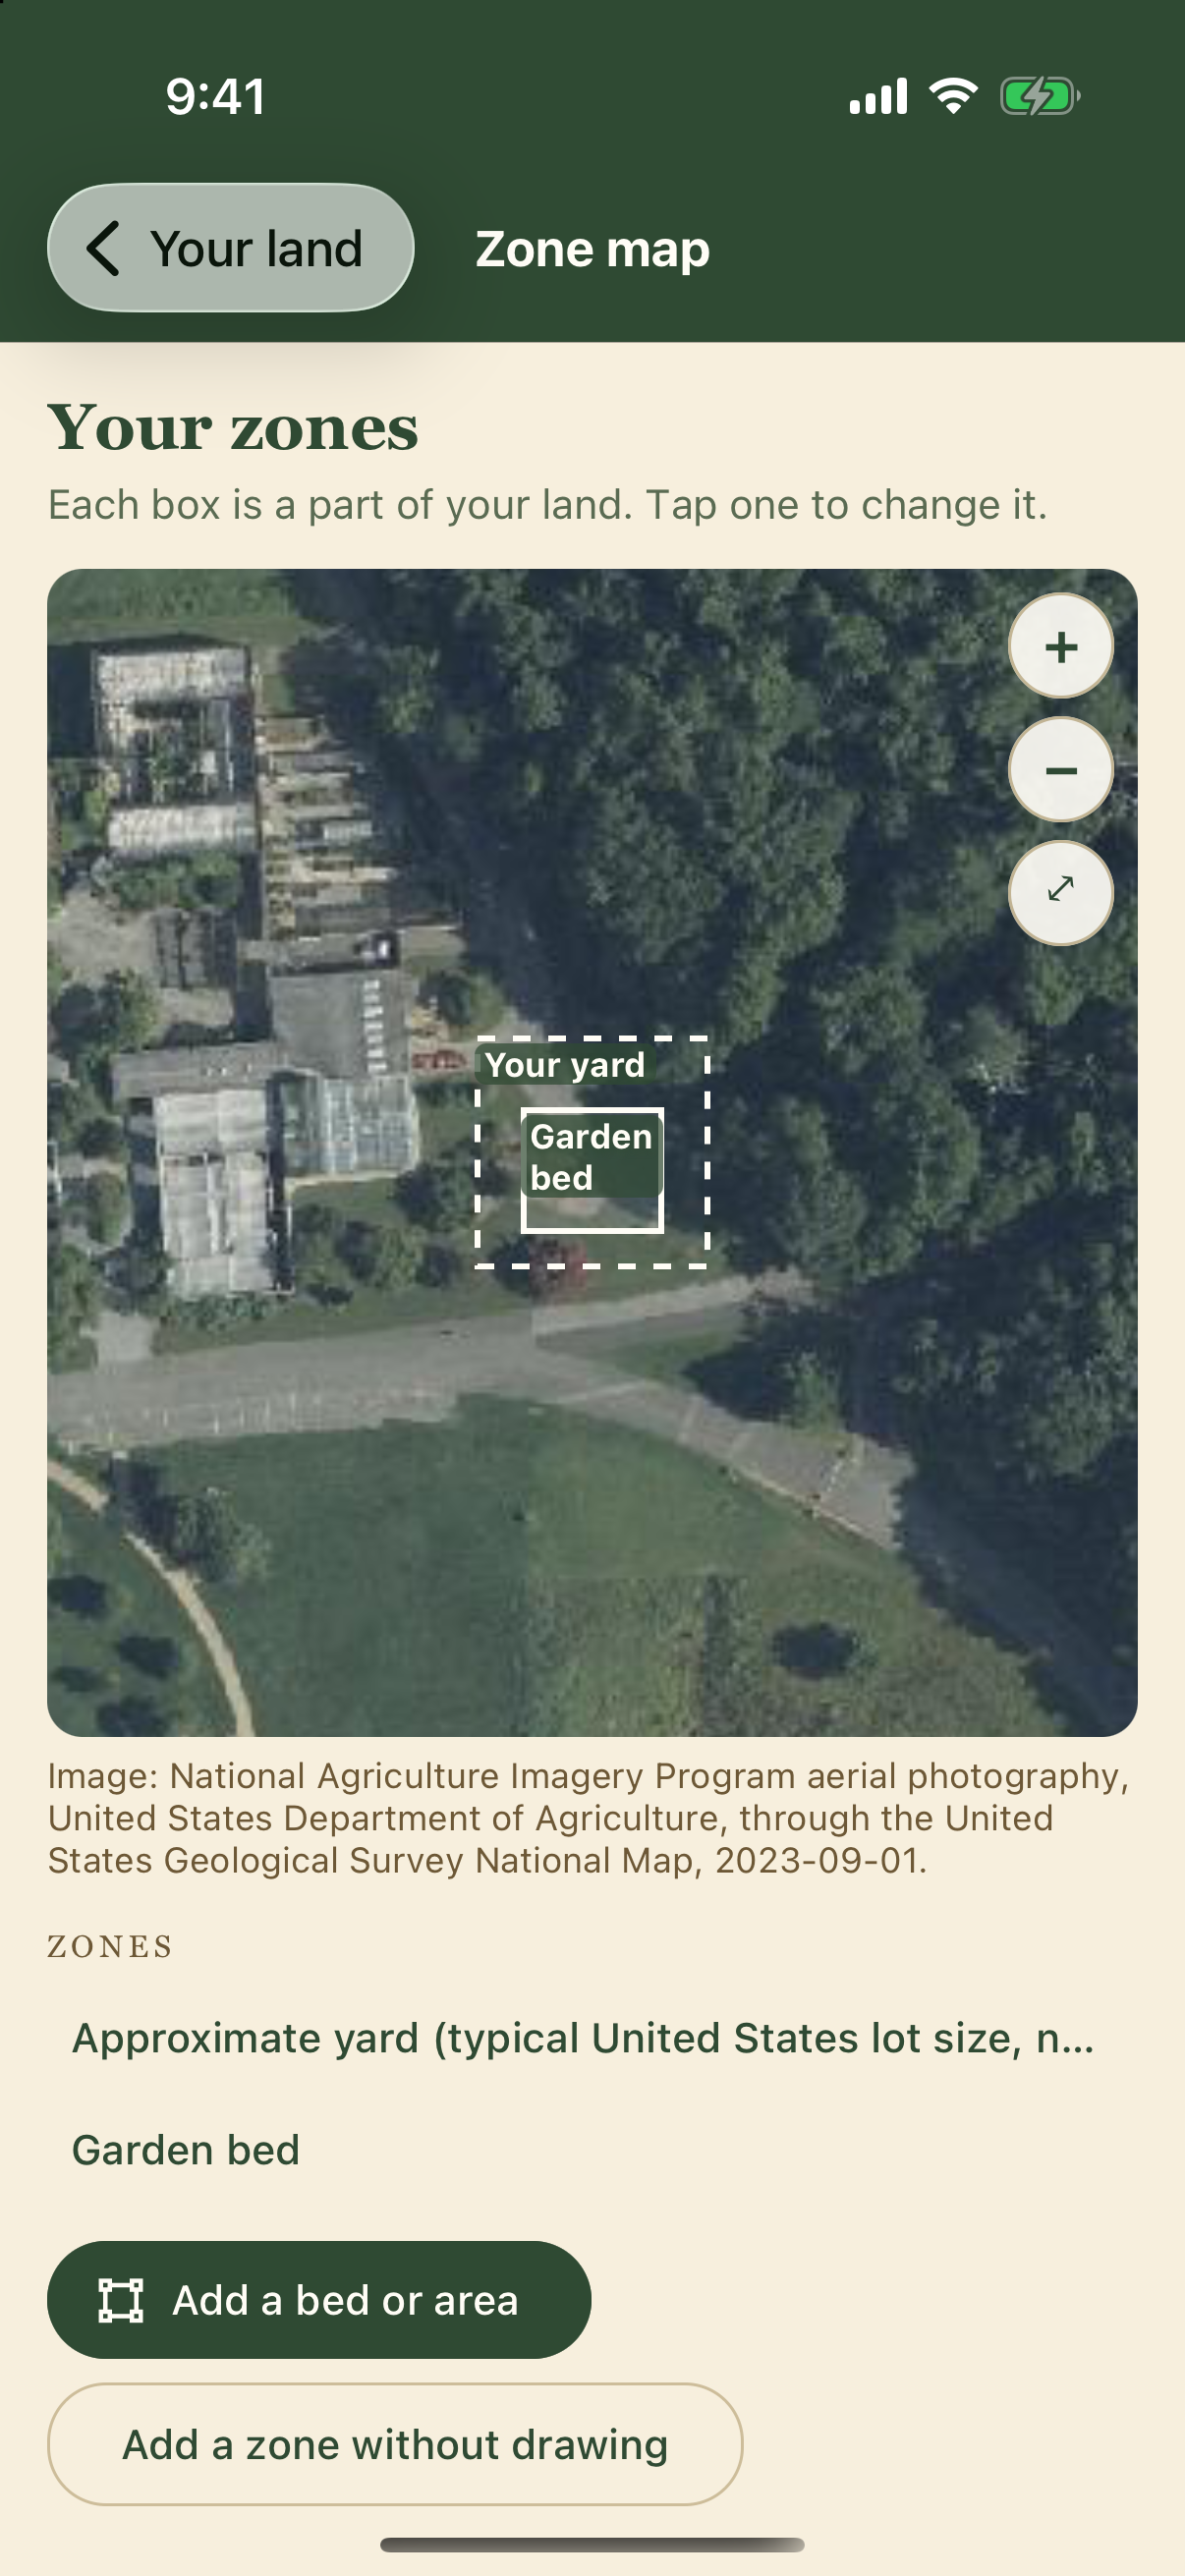 9:41
Your land
Zone map
Your zones
Each box is a part of your land. Tap one to change it.
+
−
Your yard
Garden
bed
Image: National Agriculture Imagery Program aerial photography,
United States Department of Agriculture, through the United
States Geological Survey National Map, 2023-09-01.
ZONES
Approximate yard (typical United States lot size, n...
Garden bed
Add a bed or area
Add a zone without drawing